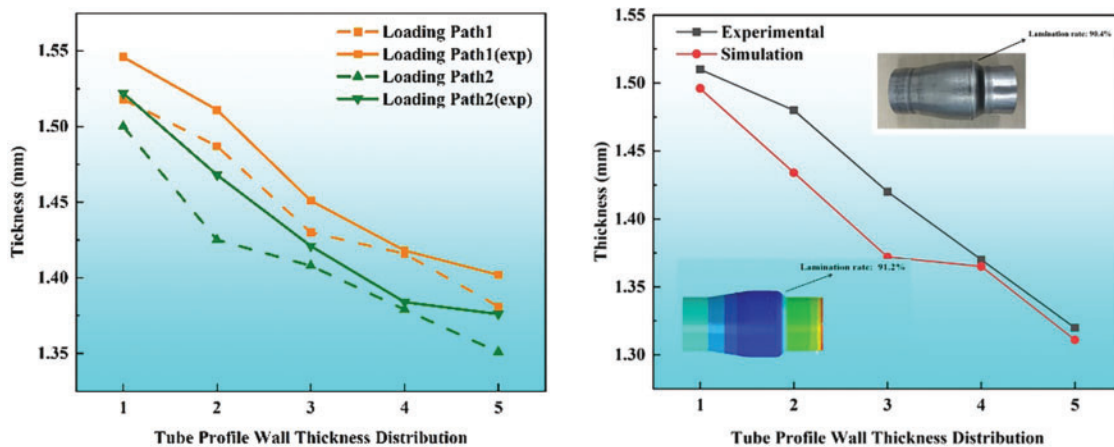 Loading Path1
Loading Path1(exp)
Loading Path2
Loading Path2(exp)
1.55
1.50
1.45
1.40
1.35
Tickness (mm)
1 2 3 4 5
Tube Profile Wall Thickness Distribution
Experimental
Simulation
Lamination rate: 90.4%
Lamination rate: 91.2%
1.55
1.50
1.45
1.40
1.35
1.30
Thickness (mm)
1 2 3 4 5
Tube Profile Wall Thickness Distribution